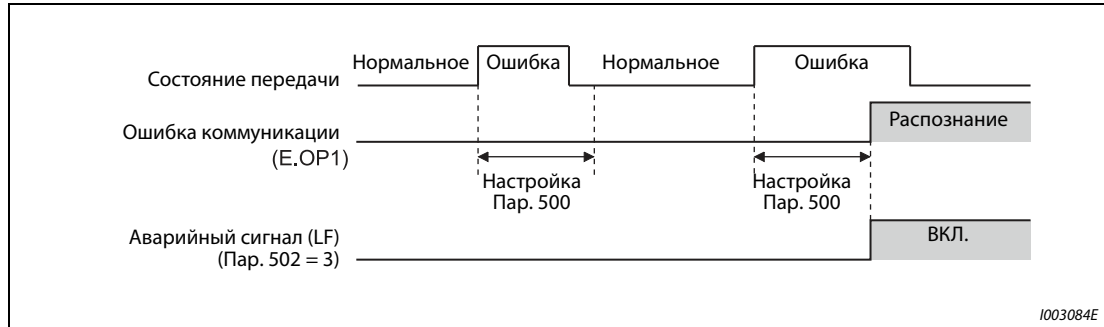 Нормальное Ошибка Нормальное Ошибка
Состояние передачи
Распознание
Ошибка коммуникации
(E.OP1)
Настройка Настройка
Пар. 500 Пар. 500
ВКЛ.
Аварийный сигнал (LF)
(Пар. 502 = 3)
I003084E